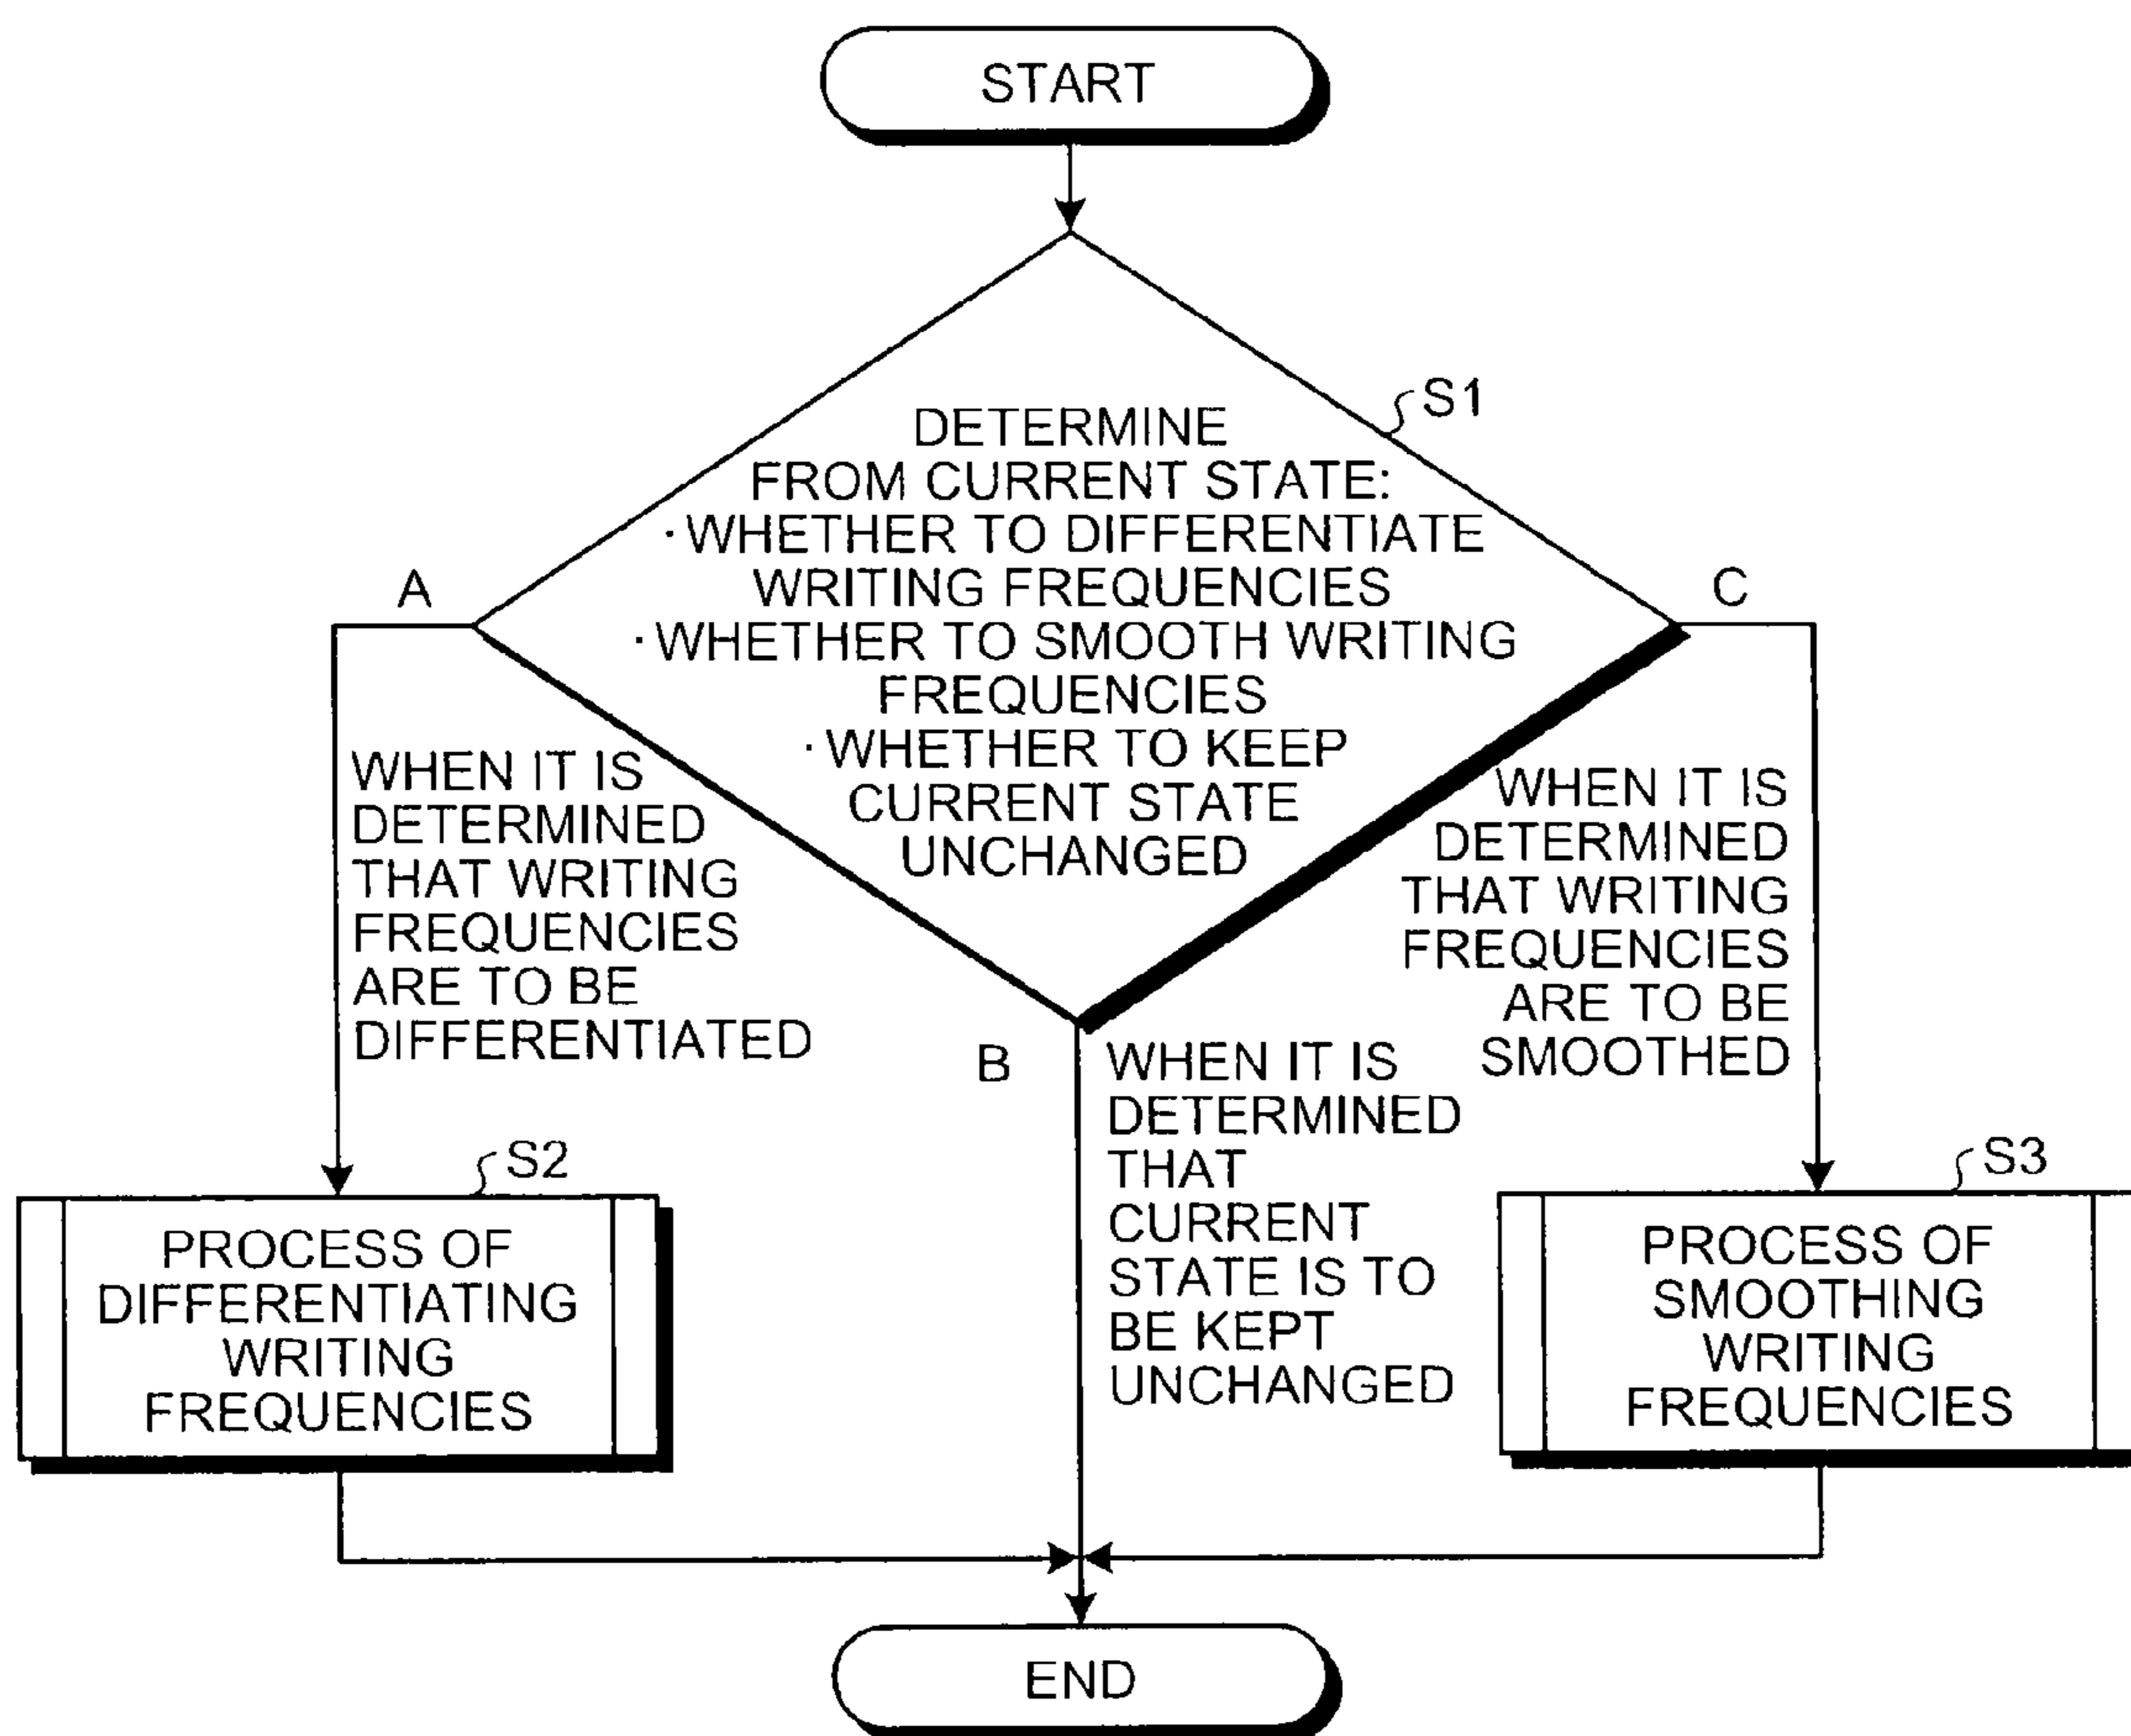 START
S1
DETERMINE
FROM CURRENT STATE:
·WHETHER TO DIFFERENTIATE
WRITING FREQUENCIES
·WHETHER TO SMOOTH WRITING
FREQUENCIES
·WHETHER TO KEEP
CURRENT STATE
UNCHANGED
A
WHEN IT IS
DETERMINED
THAT WRITING
FREQUENCIES
ARE TO BE
DIFFERENTIATED
B
WHEN IT IS
DETERMINED
THAT
CURRENT
STATE IS TO
BE KEPT
UNCHANGED
C
WHEN IT IS
DETERMINED
THAT WRITING
FREQUENCIES
ARE TO BE
SMOOTHED
S2
PROCESS OF
DIFFERENTIATING
WRITING
FREQUENCIES
S3
PROCESS OF
SMOOTHING
WRITING
FREQUENCIES
END